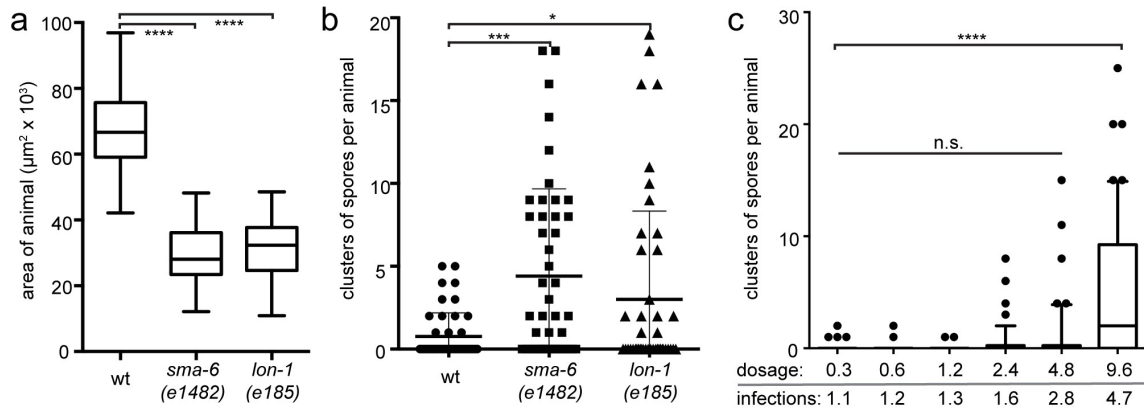 a
area of animal (µm² x 10³)
100
80
60
40
20
0
****
****
wt
sma-6
(e1482)
lon-1
(e185)
b
clusters of spores per animal
20
15
10
5
0
*
***
wt
sma-6
(e1482)
lon-1
(e185)
c
clusters of spores per animal
30
20
10
0
****
n.s.
dosage: 0.3 0.6 1.2 2.4 4.8 9.6
infections: 1.1 1.2 1.3 1.6 2.8 4.7